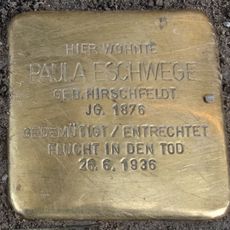 HIER WOHNTE
PAULA ESCHWEGE
GEB. HIRSCHFELDT
JG. 1876
GEDEMÜTIGT / ENTRECHTET
FLUCHT IN DEN TOD
26.6.1936